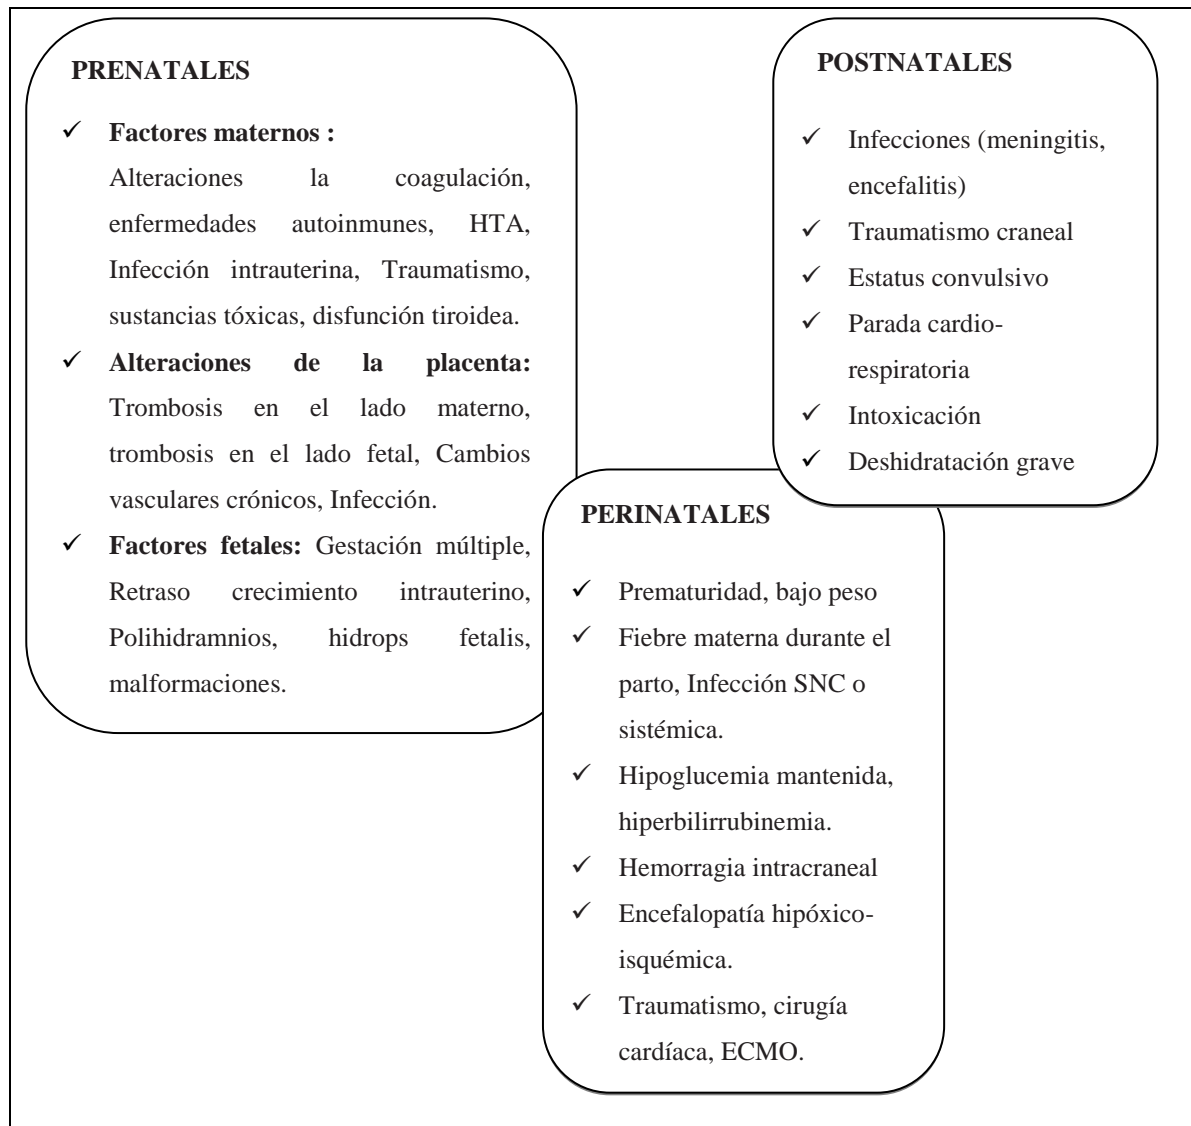 PRENATALES
✓ Factores maternos :
Alteraciones la coagulación,
enfermedades autoinmunes, HTA,
Infección intrauterina, Traumatismo,
sustancias tóxicas, disfunción tiroidea.
✓ Alteraciones de la placenta:
Trombosis en el lado materno,
trombosis en el lado fetal, Cambios
vasculares crónicos, Infección.
✓ Factores fetales: Gestación múltiple,
Retraso crecimiento intrauterino,
Polihidramnios, hidrops fetalis,
malformaciones.
POSTNATALES
✓ Infecciones (meningitis,
encefalitis)
✓ Traumatismo craneal
✓ Estatus convulsivo
✓ Parada cardio-
respiratoria
✓ Intoxicación
✓ Deshidratación grave
PERINATALES
✓ Prematuridad, bajo peso
✓ Fiebre materna durante el
parto, Infección SNC o
sistémica.
✓ Hipoglucemia mantenida,
hiperbilirrubinemia.
✓ Hemorragia intracraneal
✓ Encefalopatía hipóxico-
isquémica.
✓ Traumatismo, cirugía
cardíaca, ECMO.